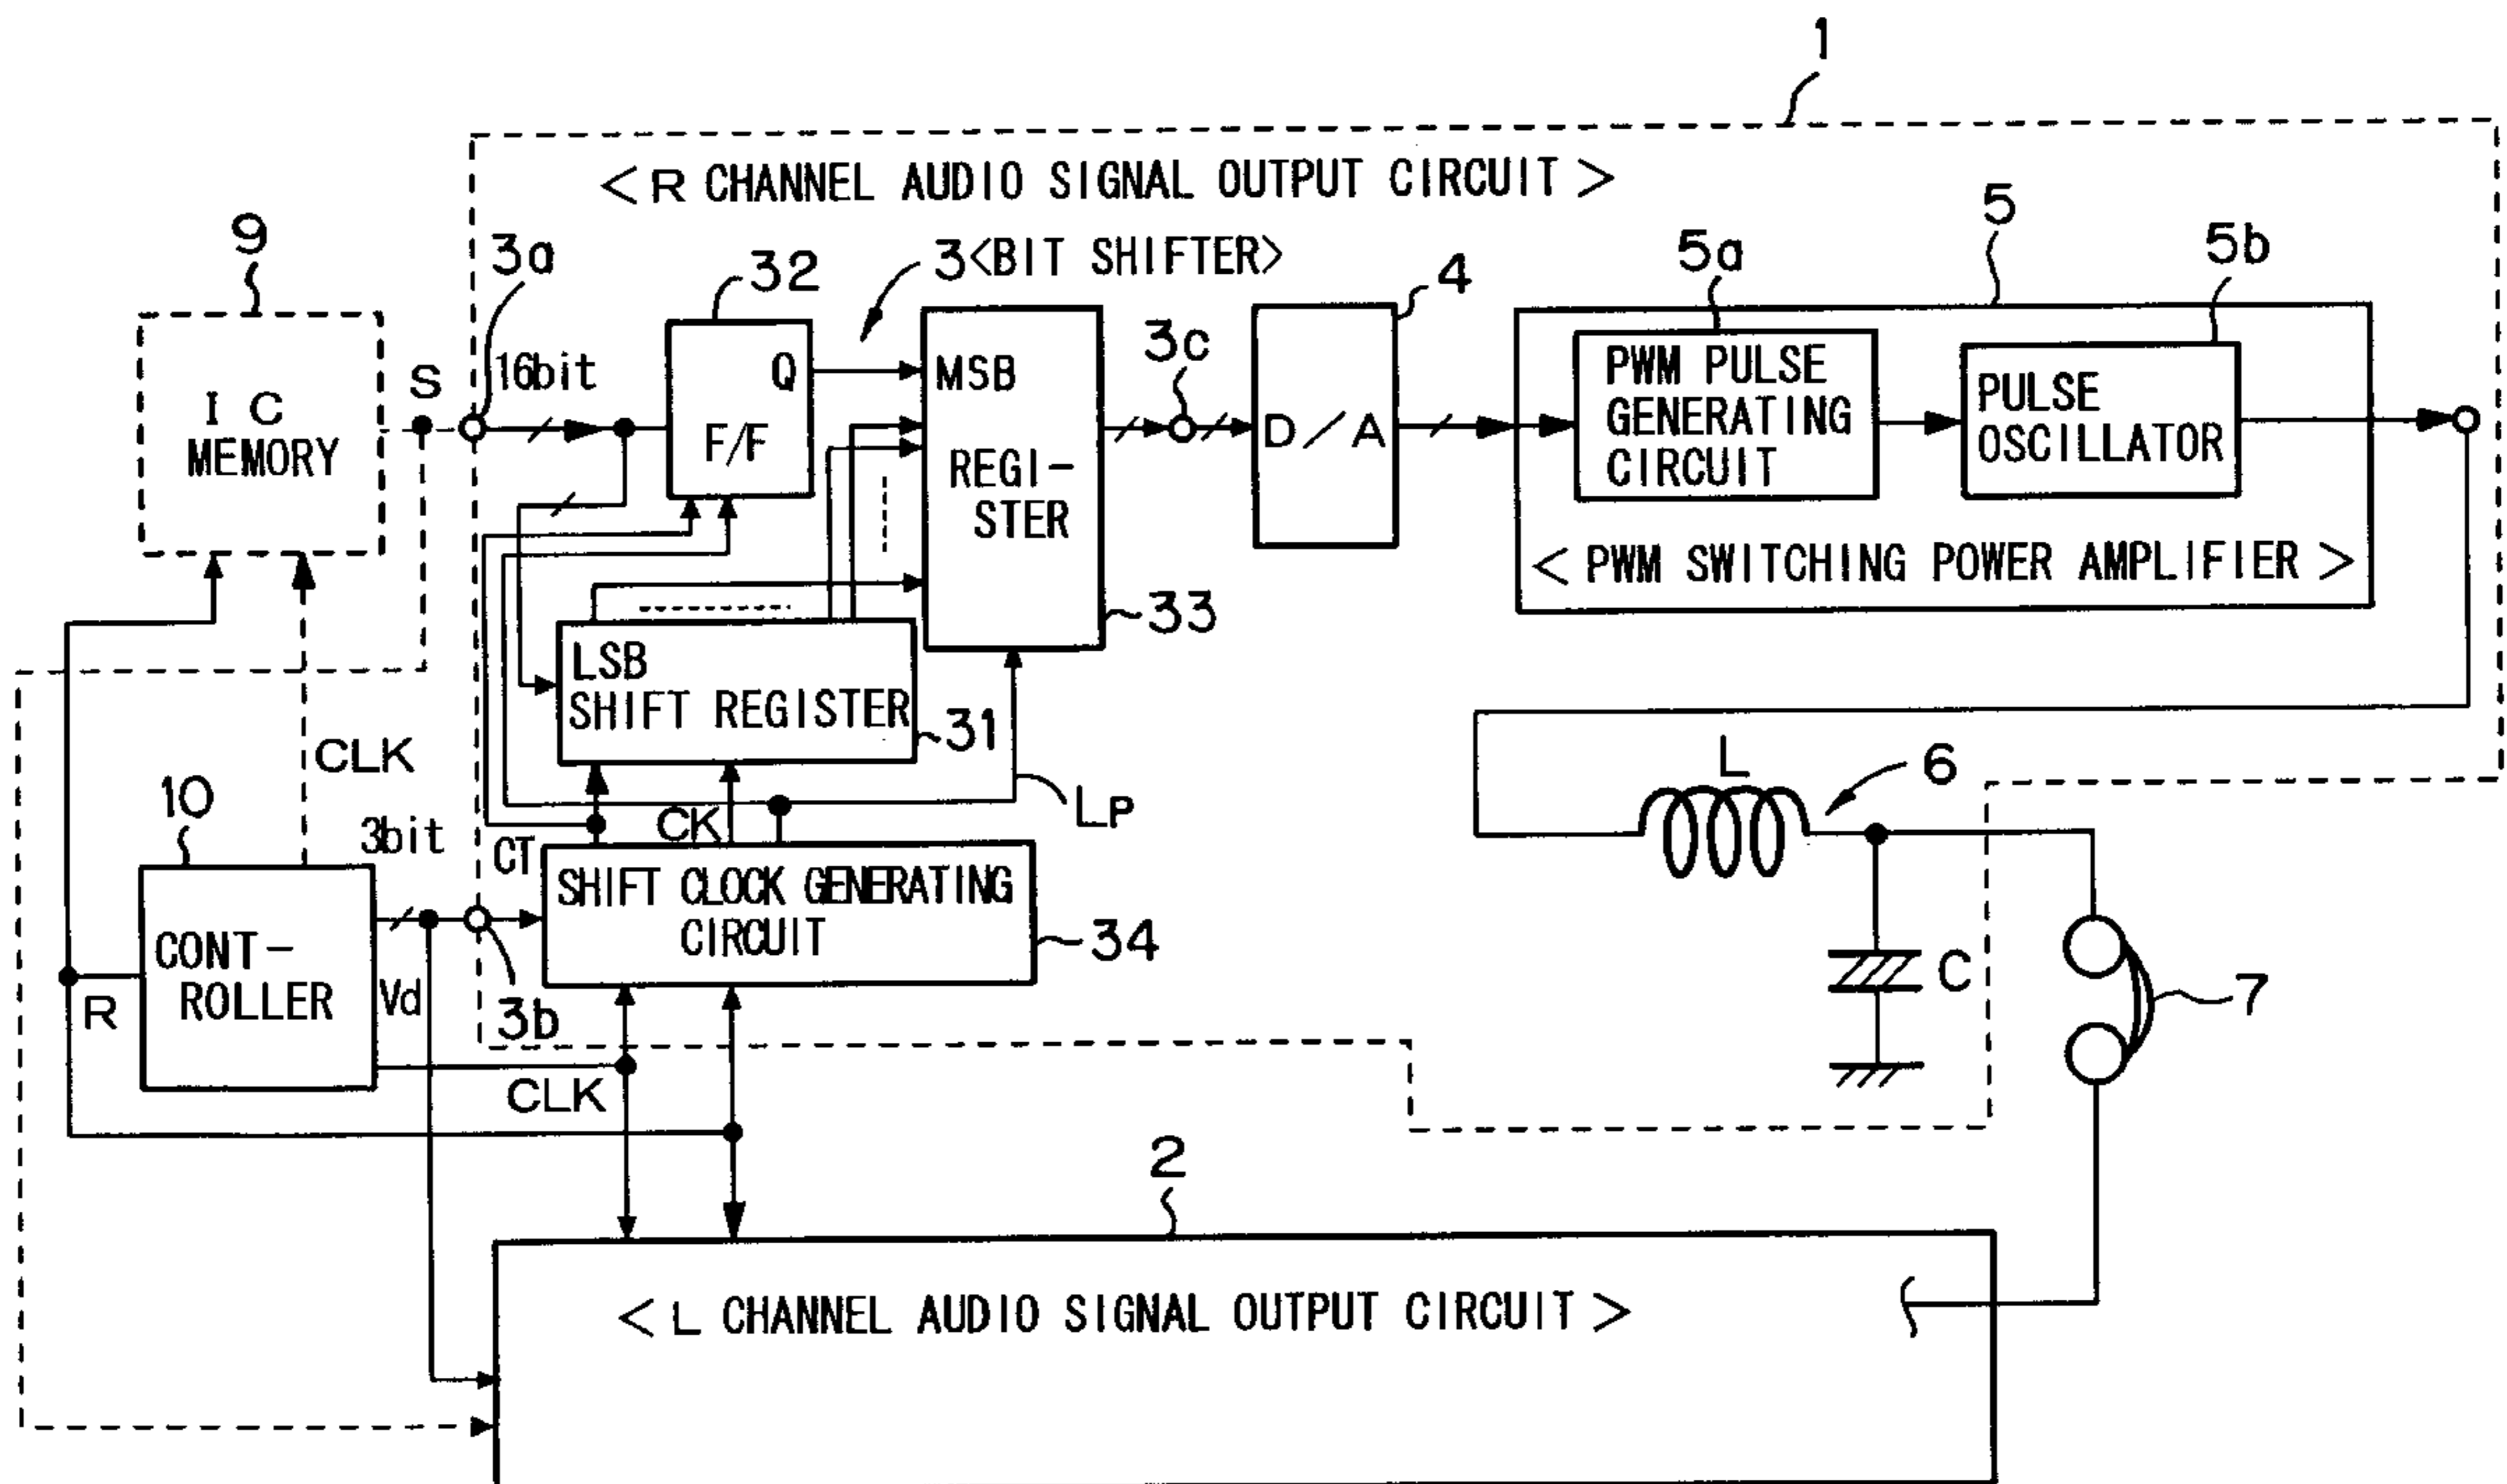 1
<R CHANNEL AUDIO SIGNAL OUTPUT CIRCUIT>
9
3a
32
3<BIT SHIFTER>
4
5a
5
5b
IC
MEMORY
S
16bit
Q
F/F
MSB
REGI-
STER
3c
D/A
PWM PULSE
GENERATING
CIRCUIT
PULSE
OSCILLATOR
<PWM SWITCHING POWER AMPLIFIER>
33
LSB
SHIFT REGISTER
31
CLK
10
3bit
CT
CK
LP
L
6
CONT-
ROLLER
R
Vd
3b
SHIFT CLOCK GENERATING
CIRCUIT
34
C
7
CLK
2
<L CHANNEL AUDIO SIGNAL OUTPUT CIRCUIT>